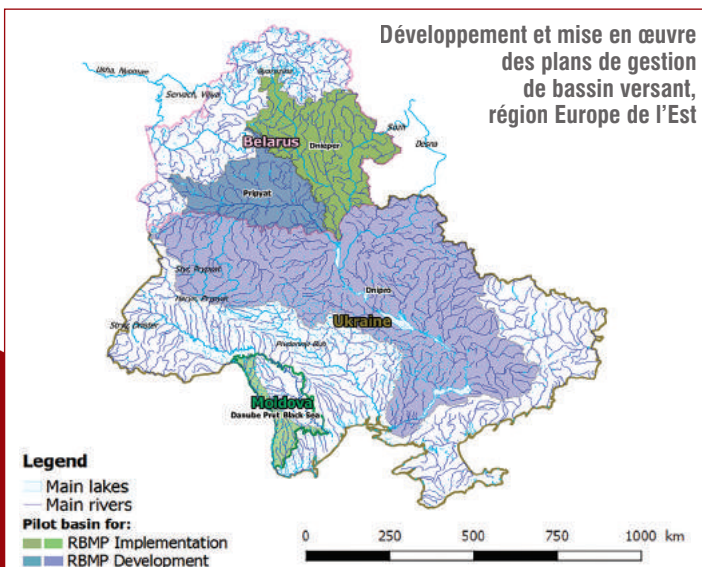 Développement et mise en œuvre
des plans de gestion
de bassin versant,
région Europe de l'Est
Belarus
Dnieper
Sozh
Desna
Pripyat
Dnipro
Ukraine
Moldova
Danube Prut Black Sea
Legend
Main lakes
Main rivers
Pilot basin for:
RBMP Implementation
RBMP Development
0 250 500 750 1000 km